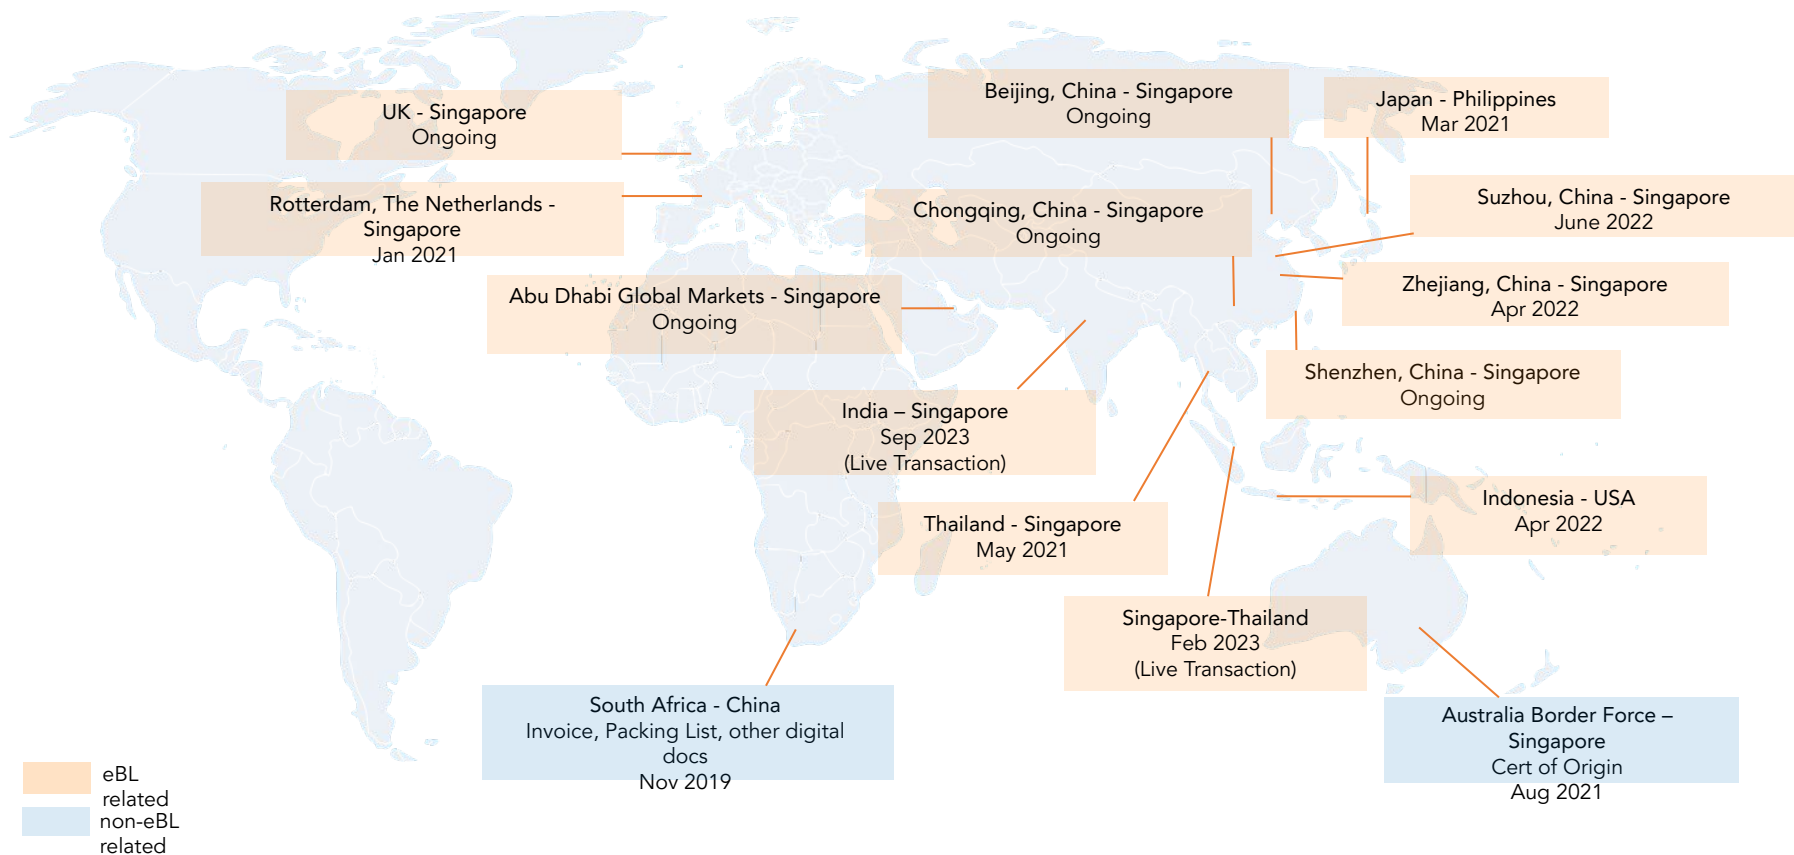 UK - Singapore
Ongoing
Beijing, China - Singapore
Ongoing
Japan - Philippines
Mar 2021
Rotterdam, The Netherlands -
Singapore
Jan 2021
Chongqing, China - Singapore
Ongoing
Suzhou, China - Singapore
June 2022
Abu Dhabi Global Markets - Singapore
Ongoing
Zhejiang, China - Singapore
Apr 2022
Shenzhen, China - Singapore
Ongoing
India – Singapore
Sep 2023
(Live Transaction)
Thailand - Singapore
May 2021
Indonesia - USA
Apr 2022
Singapore-Thailand
Feb 2023
(Live Transaction)
South Africa - China
Invoice, Packing List, other digital
docs
Nov 2019
Australia Border Force –
Singapore
Cert of Origin
Aug 2021
eBL
related
non-eBL
related